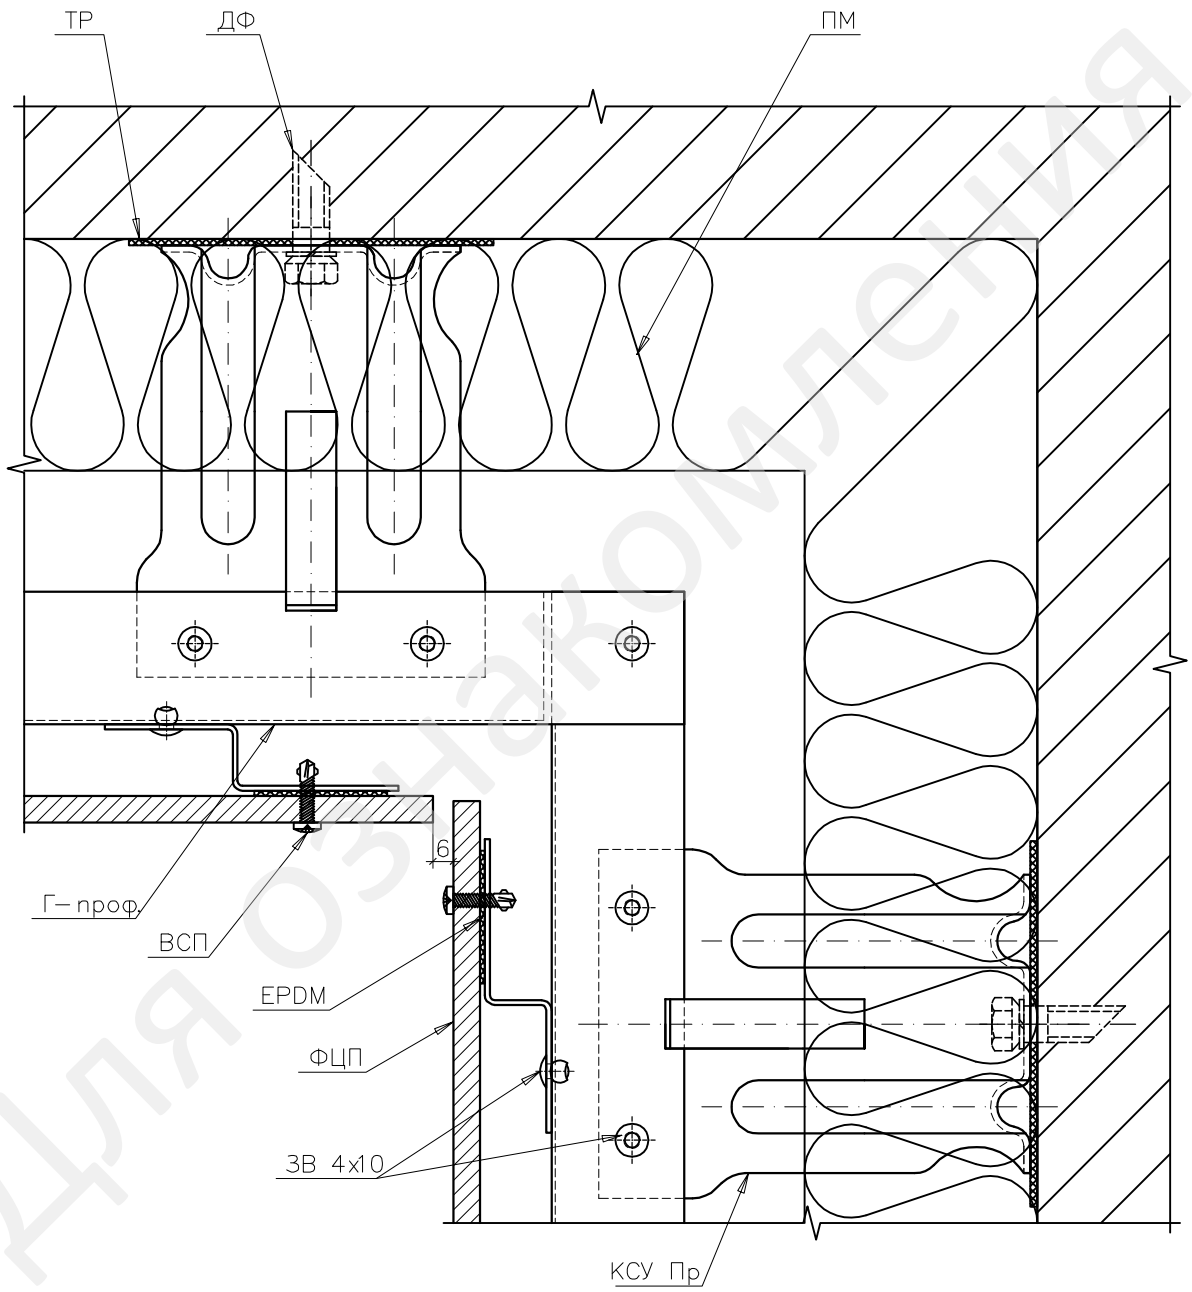 ТР
ДФ
ПМ
6
Г-проф.
ВСП
EPDM
ФЦП
ЗВ 4х10
КСУ Пр
Для ознакомления